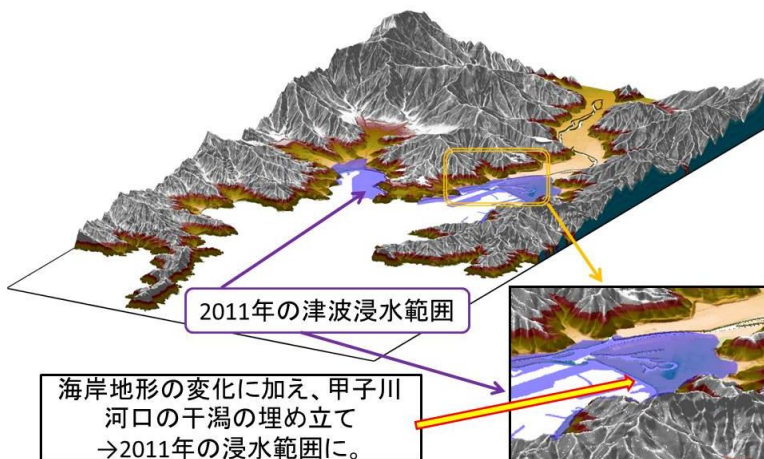 2011年の津波浸水範囲
海岸地形の変化に加え、甲子川
河口の干潟の埋め立て
→2011年の浸水範囲に。